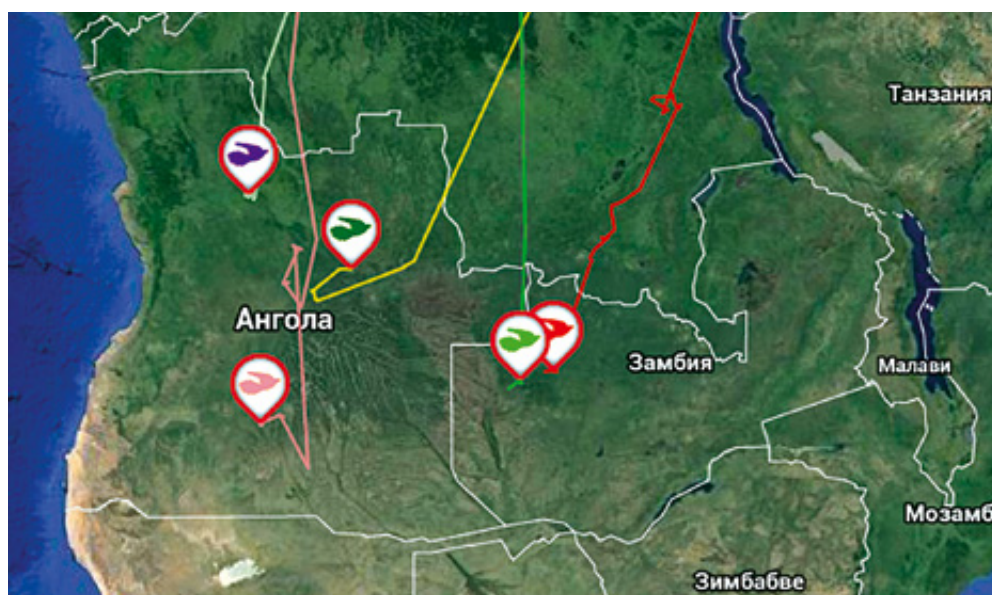 Танзания
Ангола
Замбия
Малави
Мозамб
Зимбабве